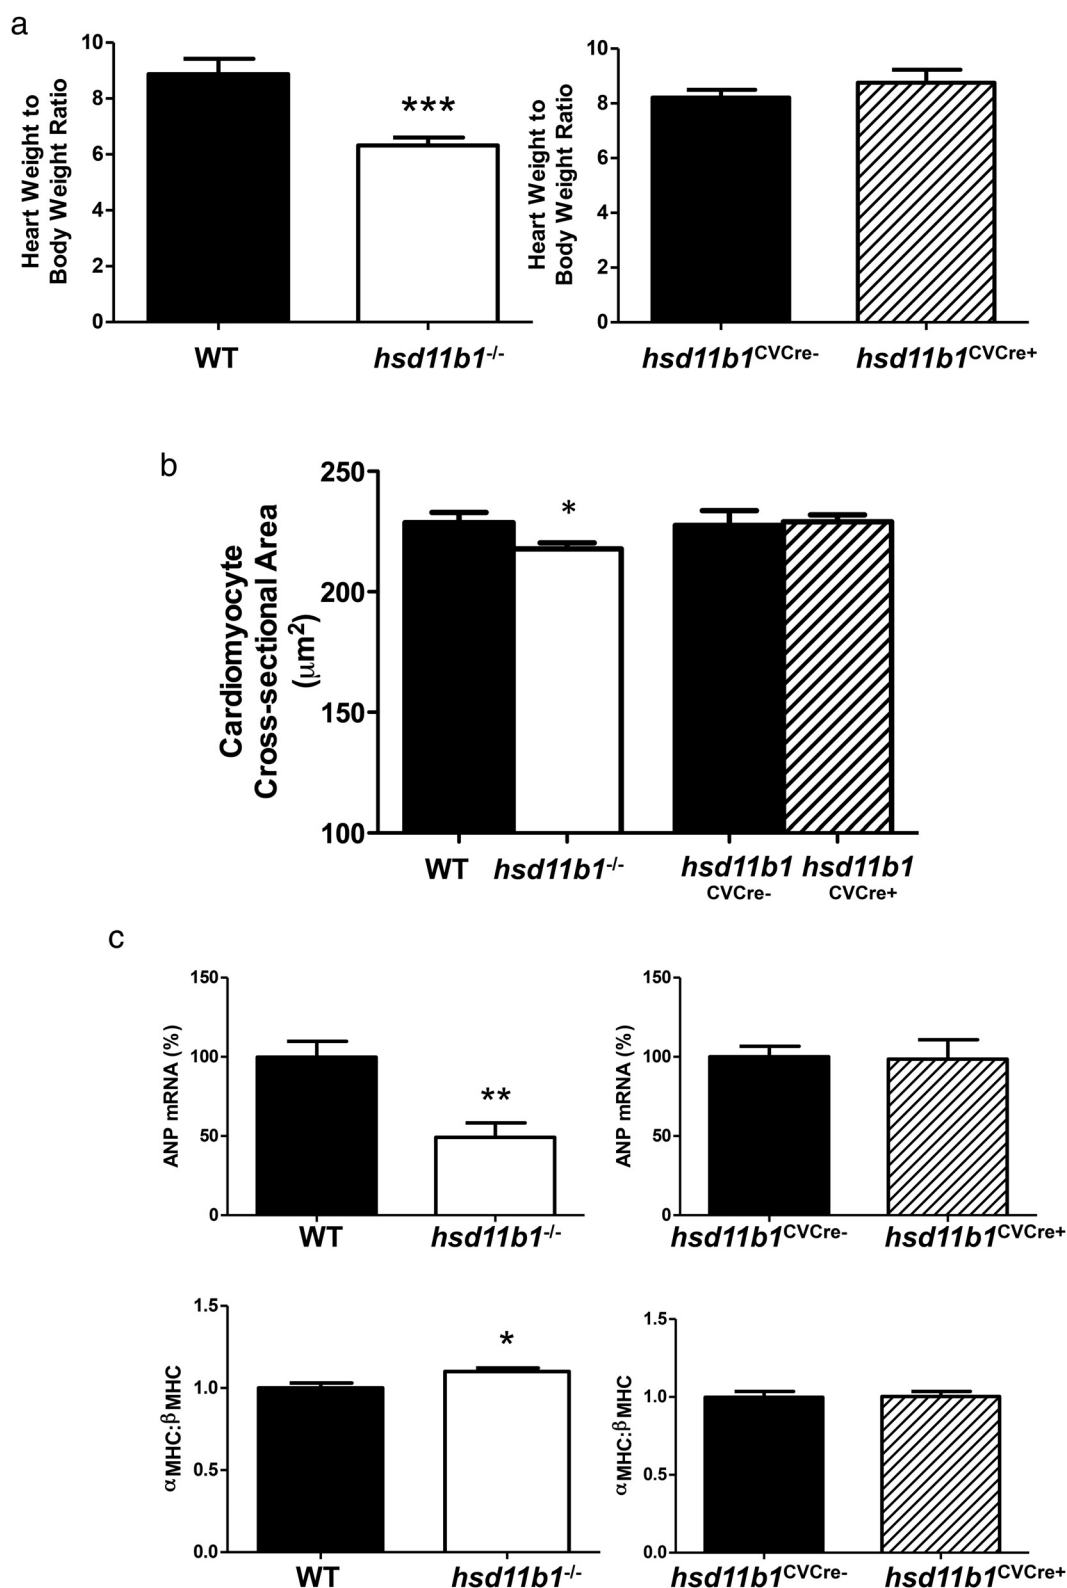 a
Heart Weight to
Body Weight Ratio
10
8
6
4
2
0
***
WT
hsd11b1-/-
Heart Weight to
Body Weight Ratio
10
8
6
4
2
0
hsd11b1CVCre-
hsd11b1CVCre+
b
Cardiomyocyte
Cross-sectional Area
(μm2)
250
200
150
100
*
WT
hsd11b1-/-
hsd11b1
CVCre-
hsd11b1
CVCre+
c
ANP mRNA (%)
150
100
50
0
**
WT
hsd11b1-/-
ANP mRNA (%)
150
100
50
0
hsd11b1CVCre-
hsd11b1CVCre+
αMHC:βMHC
1.5
1.0
0.5
0.0
*
WT
hsd11b1-/-
αMHC:βMHC
1.5
1.0
0.5
0.0
hsd11b1CVCre-
hsd11b1CVCre+